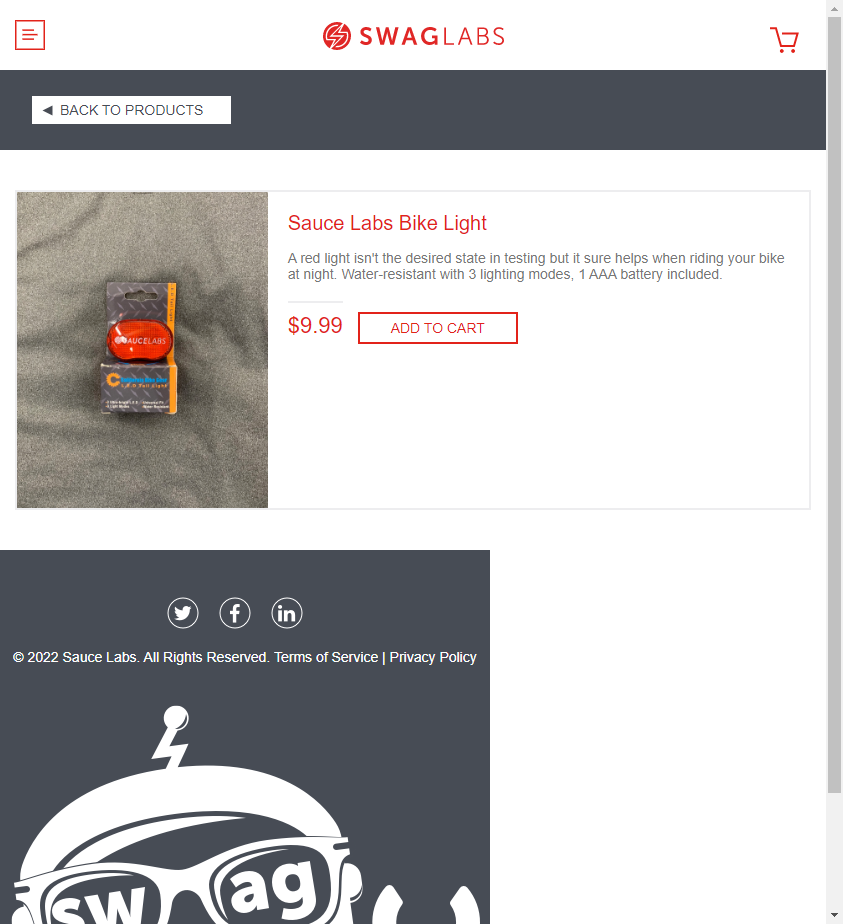 SWAGLABS
◄ BACK TO PRODUCTS
SAUCELABS
Sauce Labs Bike Light
A red light isn't the desired state in testing but it sure helps when riding your bike
at night. Water-resistant with 3 lighting modes, 1 AAA battery included.
$9.99
ADD TO CART
© 2022 Sauce Labs. All Rights Reserved. Terms of Service | Privacy Policy
sw ag